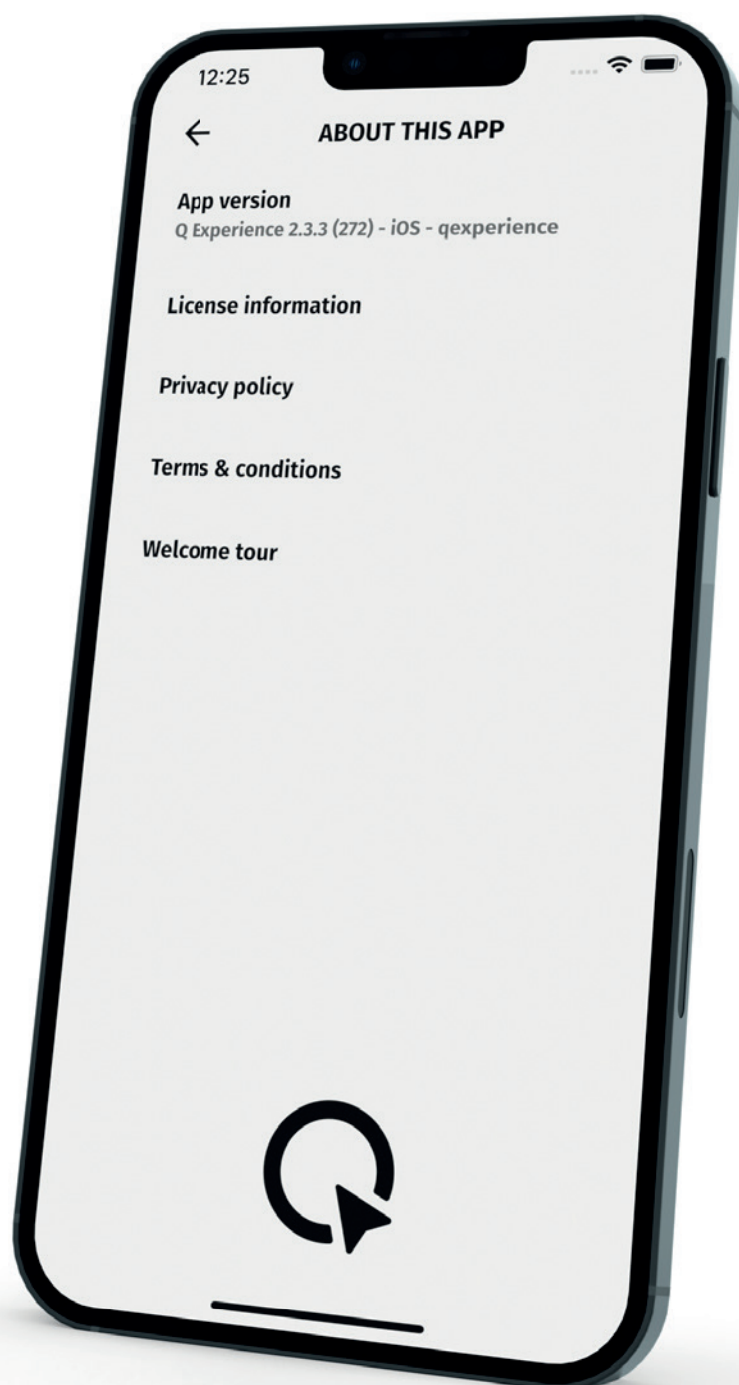 12:25
ABOUT THIS APP
App version
Q Experience 2.3.3 (272) - iOS - qexperience
License information
Privacy policy
Terms & conditions
Welcome tour